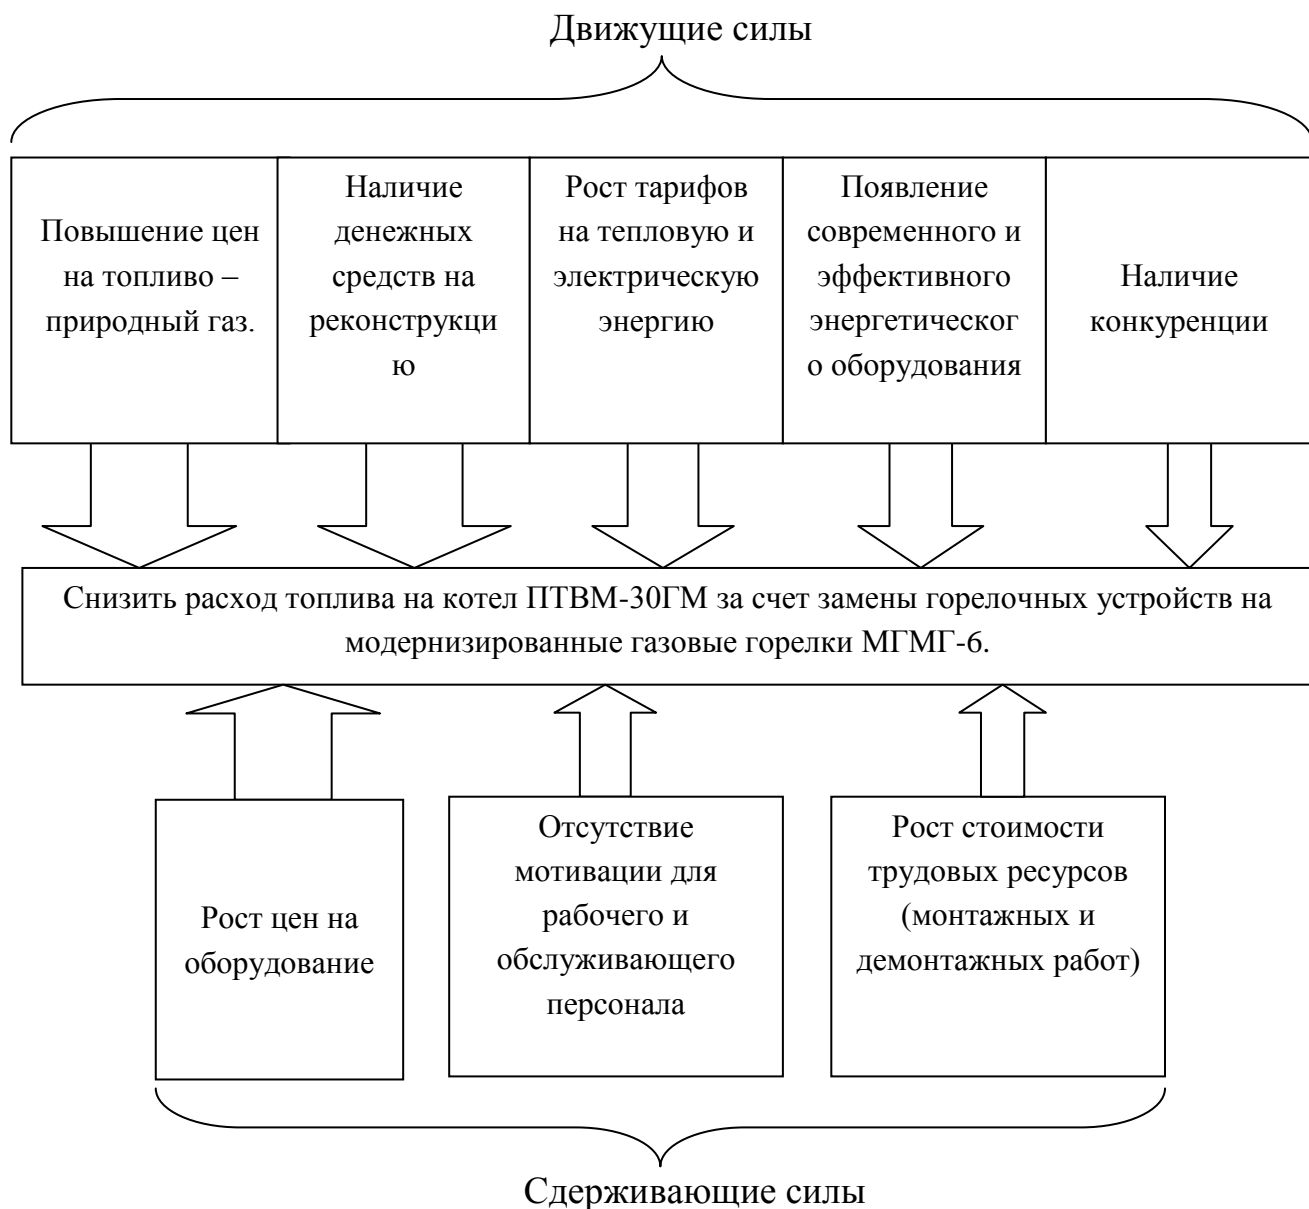 Движущие силы
Повышение цен
на топливо –
природный газ.
Наличие
денежных
средств на
реконструкци
ю
Рост тарифов
на тепловую и
электрическую
энергию
Появление
современного и
эффективного
энергетическог
о оборудования
Наличие
конкуренции
Снизить расход топлива на котел ПТВМ-30ГМ за счет замены горелочных устройств на
модернизированные газовые горелки МГМГ-6.
Рост цен на
оборудование
Отсутствие
мотивации для
рабочего и
обслуживающего
персонала
Рост стоимости
трудовых ресурсов
(монтажных и
демонтажных работ)
Сдерживающие силы